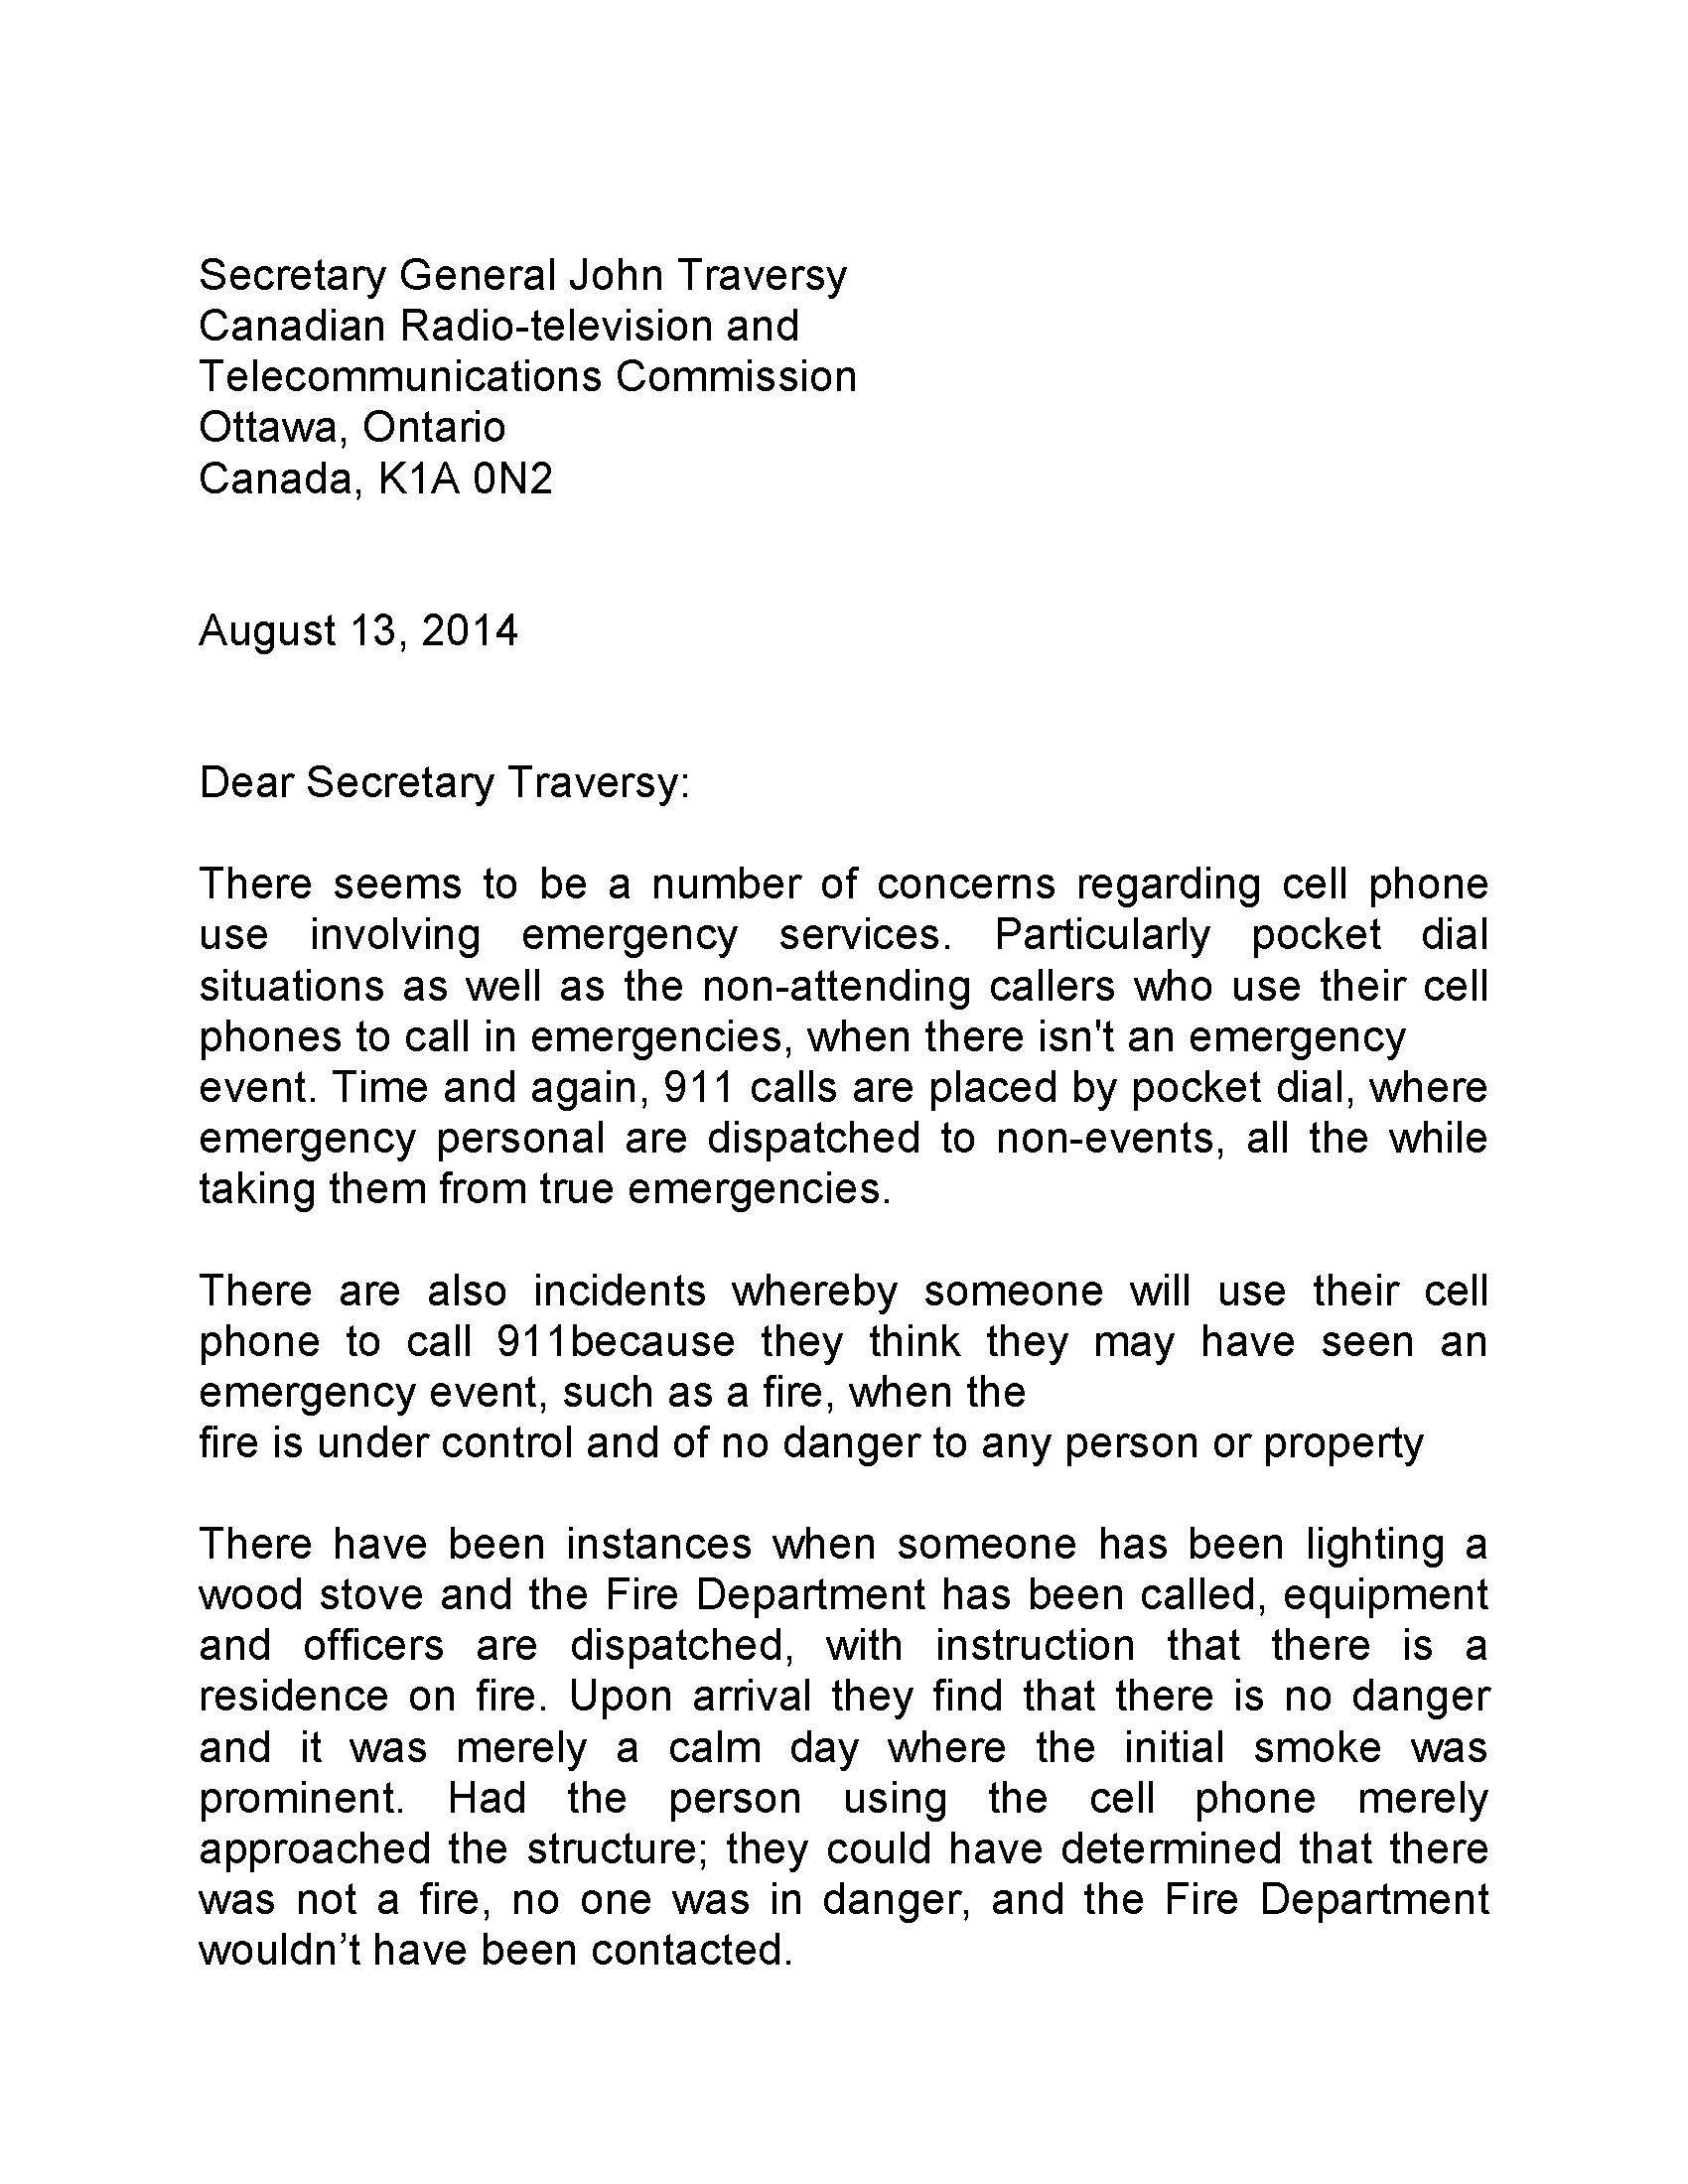 Secretary General John Traversy
Canadian Radio-television and
Telecommunications Commission
Ottawa, Ontario
Canada, K1A 0N2
August 13, 2014
Dear Secretary Traversy:
There seems to be a number of concerns regarding cell phone
use involving emergency services. Particularly pocket dial
situations as well as the non-attending callers who use their cell
phones to call in emergencies, when there isn't an emergency
event. Time and again, 911 calls are placed by pocket dial, where
emergency personal are dispatched to non-events, all the while
taking them from true emergencies.
There are also incidents whereby someone will use their cell
phone to call 911because they think they may have seen an
emergency event, such as a fire, when the
fire is under control and of no danger to any person or property
There have been instances when someone has been lighting a
wood stove and the Fire Department has been called, equipment
and officers are dispatched, with instruction that there is a
residence on fire. Upon arrival they find that there is no danger
and it was merely a calm day where the initial smoke was
prominent. Had the person using the cell phone merely
approached the structure; they could have determined that there
was not a fire, no one was in danger, and the Fire Department
wouldn’t have been contacted.